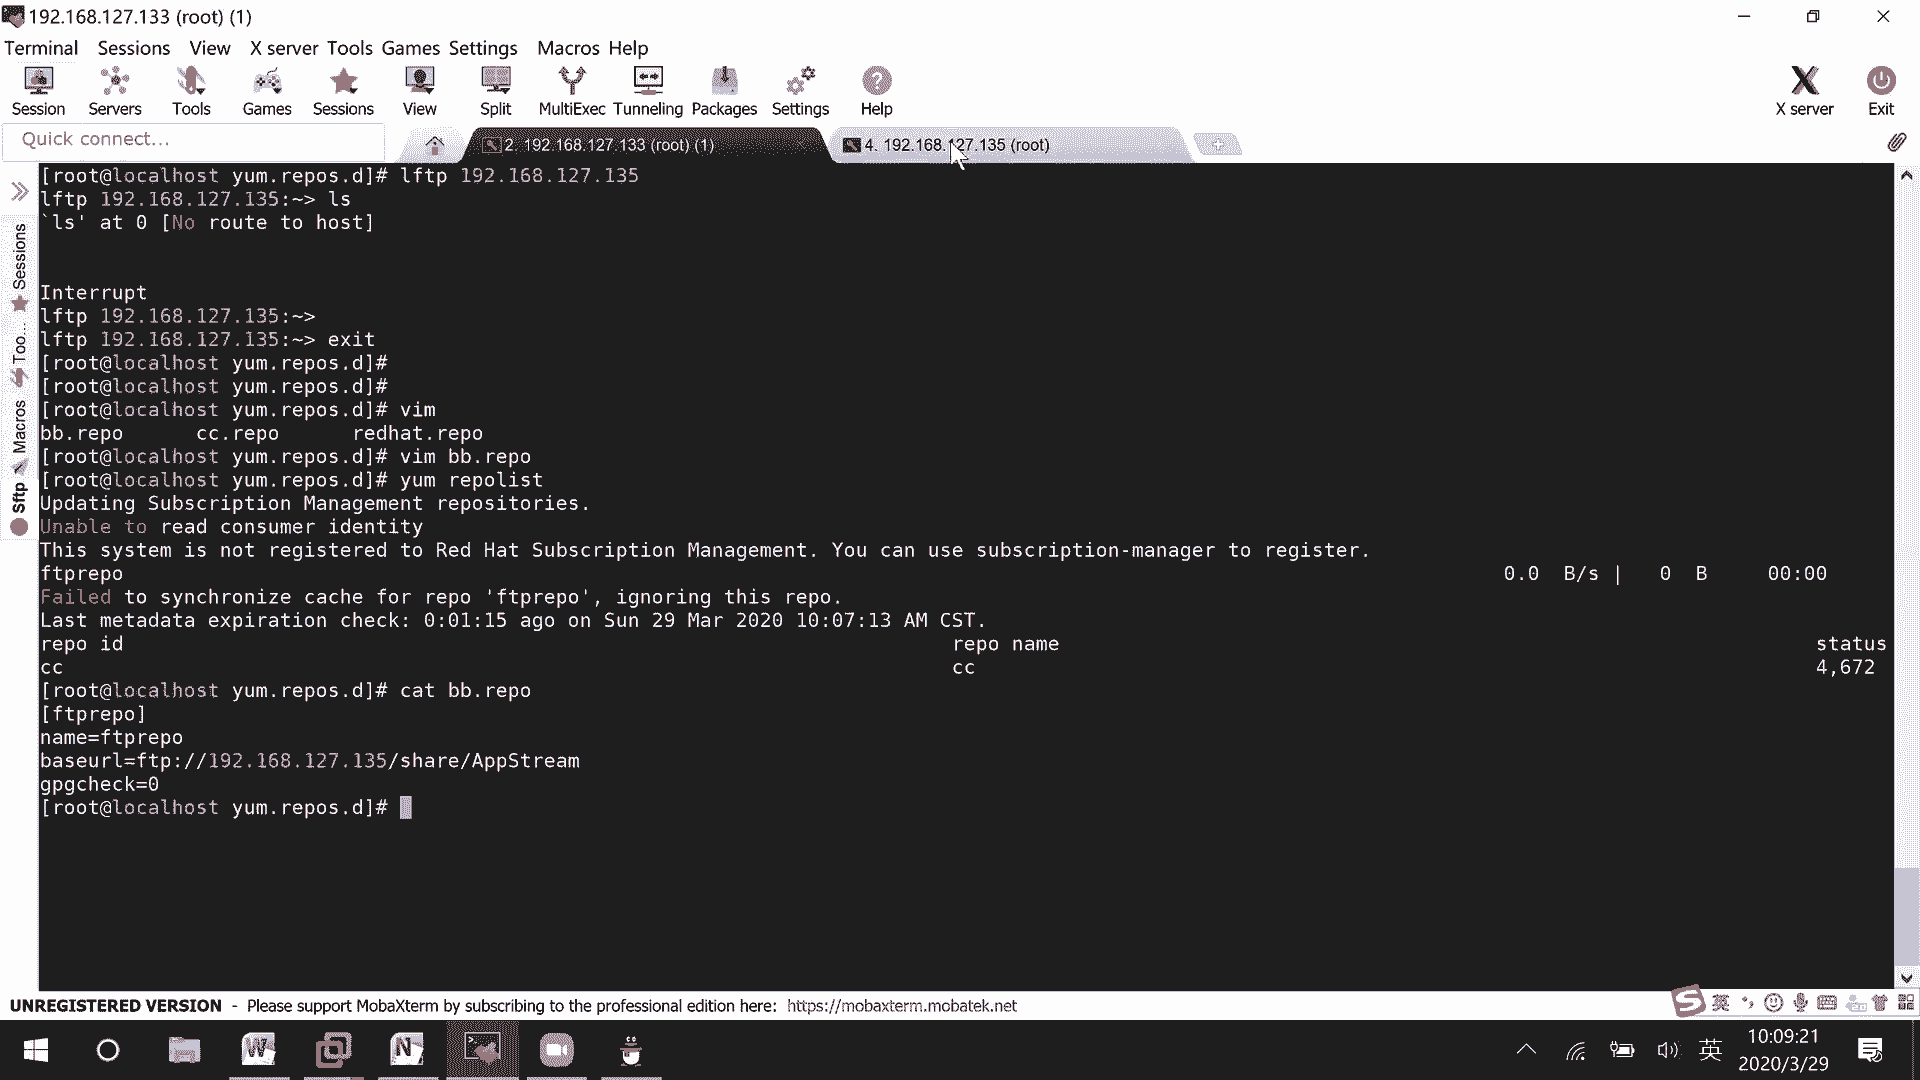 192.168.127.133 (root) (1)
Terminal Sessions View X server Tools Games Settings Macros Help
Session Servers Tools Games Sessions View Split MultiExec Tunneling Packages Settings Help X server Exit
Quick connect...
2. 192.168.127.133 (root) (1)
4. 192.168.127.135 (root)
Sessions
Too...
Macros
Sftp
[root@localhost yum.repos.d]# lftp 192.168.127.135
lftp 192.168.127.135:~> ls
`ls' at 0 [No route to host]
Interrupt
lftp 192.168.127.135:~>
lftp 192.168.127.135:~> exit
[root@localhost yum.repos.d]#
[root@localhost yum.repos.d]#
[root@localhost yum.repos.d]# vim
bb.repo cc.repo redhat.repo
[root@localhost yum.repos.d]# vim bb.repo
[root@localhost yum.repos.d]# yum repolist
Updating Subscription Management repositories.
Unable to read consumer identity
This system is not registered to Red Hat Subscription Management. You can use subscription-manager to register.
ftprepo 0.0 B/s | 0 B 00:00
Failed to synchronize cache for repo 'ftprepo', ignoring this repo.
Last metadata expiration check: 0:01:15 ago on Sun 29 Mar 2020 10:07:13 AM CST.
repo id repo name status
cc cc 4,672
[root@localhost yum.repos.d]# cat bb.repo
[ftprepo]
name=ftprepo
baseurl=ftp://192.168.127.135/share/AppStream
gpgcheck=0
[root@localhost yum.repos.d]#
UNREGISTERED VERSION - Please support MobaXterm by subscribing to the professional edition here: https://mobaxterm.mobatek.net
英
英
10:09:21
2020/3/29